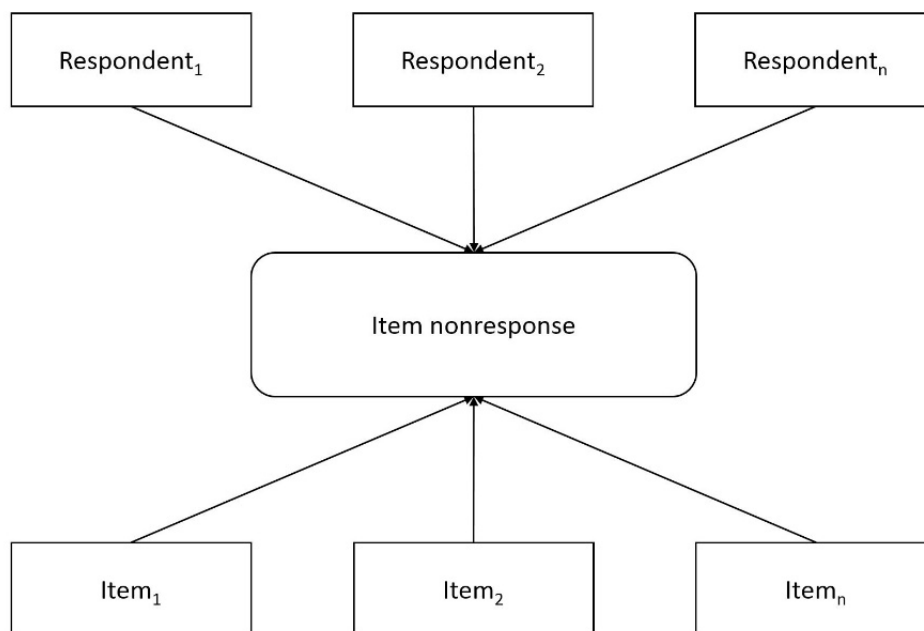 Respondent₁
Respondent₂
Respondentₙ
Item nonresponse
Item₁
Item₂
Itemₙ